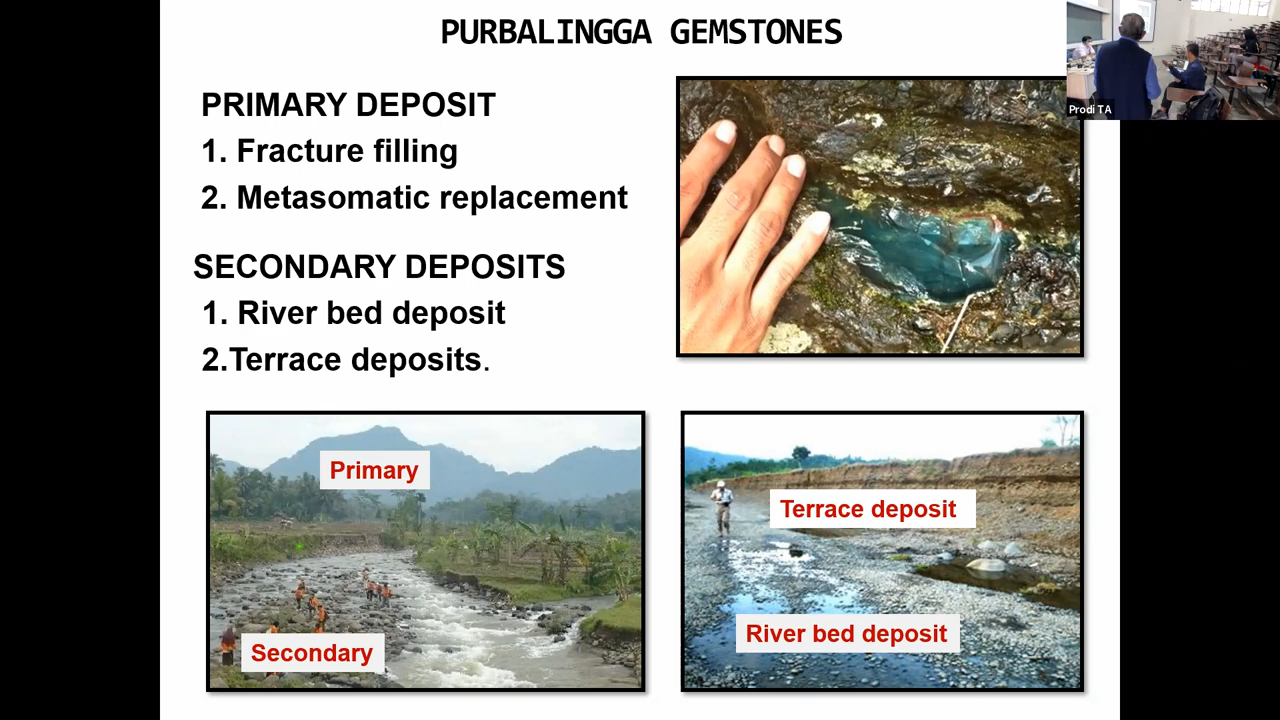 PURBALINGGA GEMSTONES
Prodi TA
PRIMARY DEPOSIT
1. Fracture filling
2. Metasomatic replacement
SECONDARY DEPOSITS
1. River bed deposit
2.Terrace deposits.
Primary
Secondary
Terrace deposit
River bed deposit